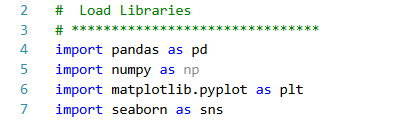 2 #  Load Libraries
3 # *******************************
4 import pandas as pd
5 import numpy as np
6 import matplotlib.pyplot as plt
7 import seaborn as sns